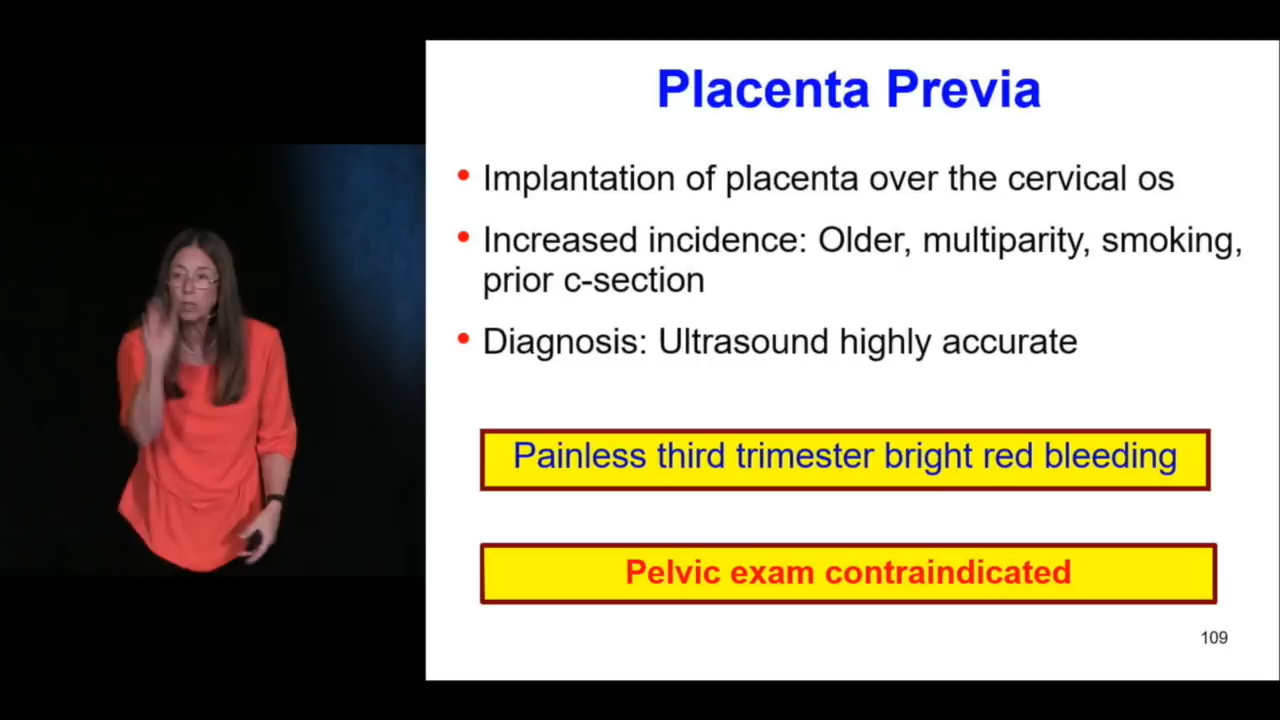 Placenta Previa
• Implantation of placenta over the cervical os
• Increased incidence: Older, multiparity, smoking,
prior c-section
• Diagnosis: Ultrasound highly accurate
Painless third trimester bright red bleeding
Pelvic exam contraindicated
109